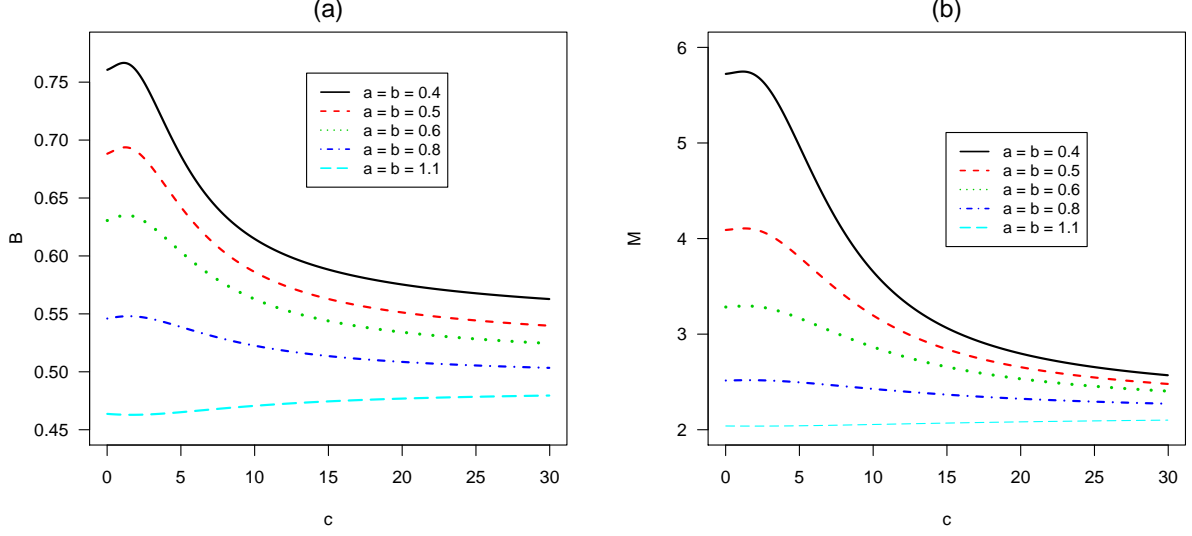 (a)
B
0.75
0.70
0.65
0.60
0.55
0.50
0.45
a = b = 0.4
a = b = 0.5
a = b = 0.6
a = b = 0.8
a = b = 1.1
0 5 10 15 20 25 30
c
(b)
M
6
5
4
3
2
a = b = 0.4
a = b = 0.5
a = b = 0.6
a = b = 0.8
a = b = 1.1
0 5 10 15 20 25 30
c